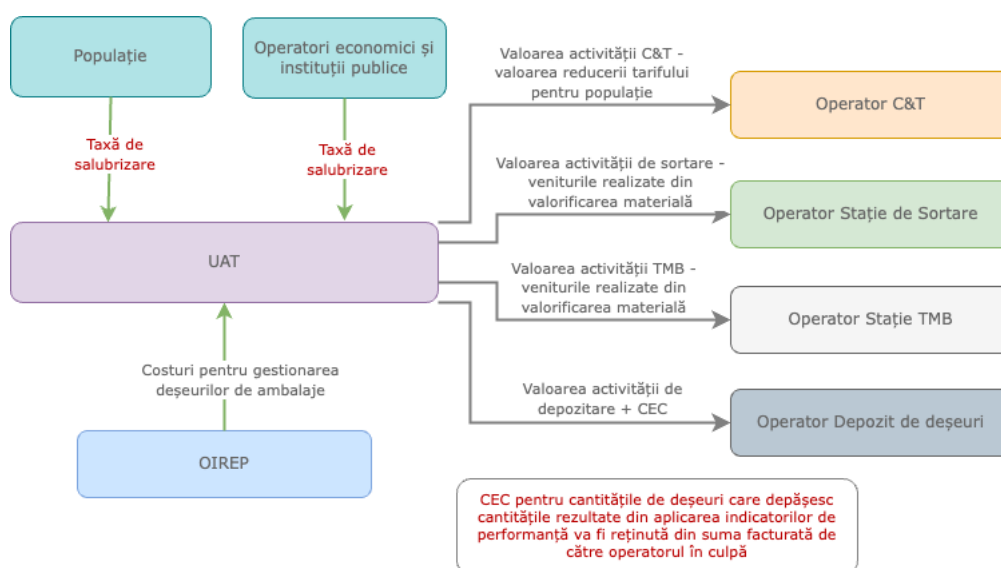 Populație
Operatori economici și
instituții publice
Valoarea activității C&T -
valoarea reducerii tarifului
pentru populație
Operator C&T
Taxă de
salubrizare
Taxă de
salubrizare
Valoarea activității de sortare -
veniturile realizate din
valorificarea materială
Operator Stație de Sortare
UAT
Valoarea activității TMB -
veniturile realizate din
valorificarea materială
Operator Stație TMB
Costuri pentru gestionarea
deșeurilor de ambalaje
Valoarea activității de
depozitare + CEC
Operator Depozit de deșeuri
OIREP
CEC pentru cantitățile de deșeuri care depășesc
cantitățile rezultate din aplicarea indicatorilor de
performanță va fi reținută din suma facturată de
către operatorul în culpă